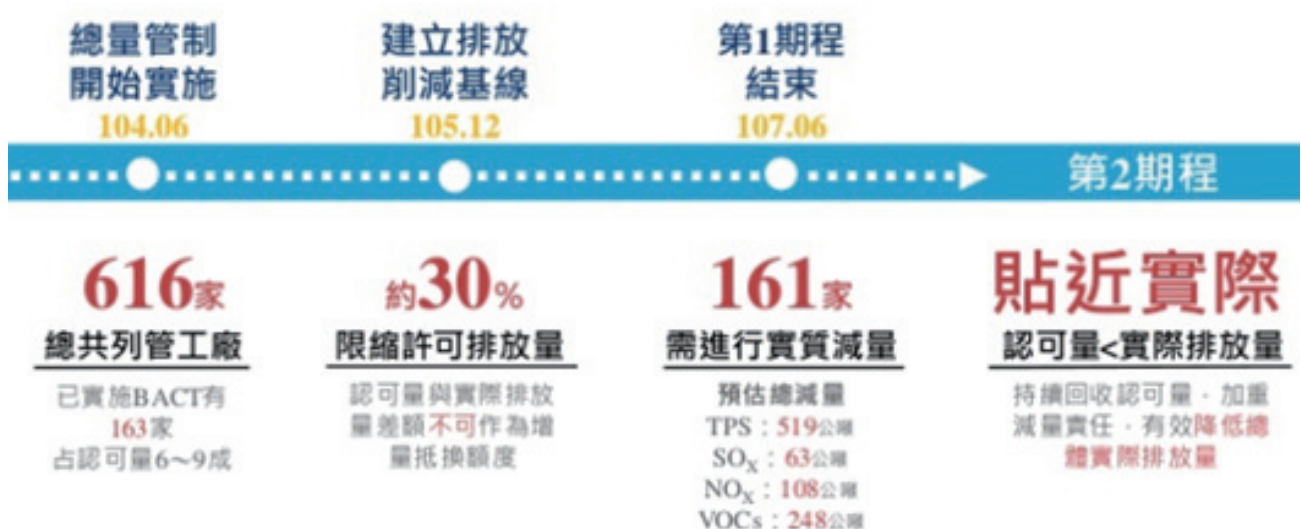 總量管制
開始實施
104.06
建立排放
削減基線
105.12
第1期程
結束
107.06
第2期程
616家
總共列管工廠
已實施BACT有
163家
占認可量6～9成
約30%
限縮許可排放量
認可量與實際排放
量差額不可作為增
量抵換額度
161家
需進行實質減量
預估總減量
TPS：519公噸
SOX：63公噸
NOX：108公噸
VOCs：248公噸
貼近實際
認可量<實際排放量
持續回收認可量，加重
減量責任，有效降低總
體實際排放量